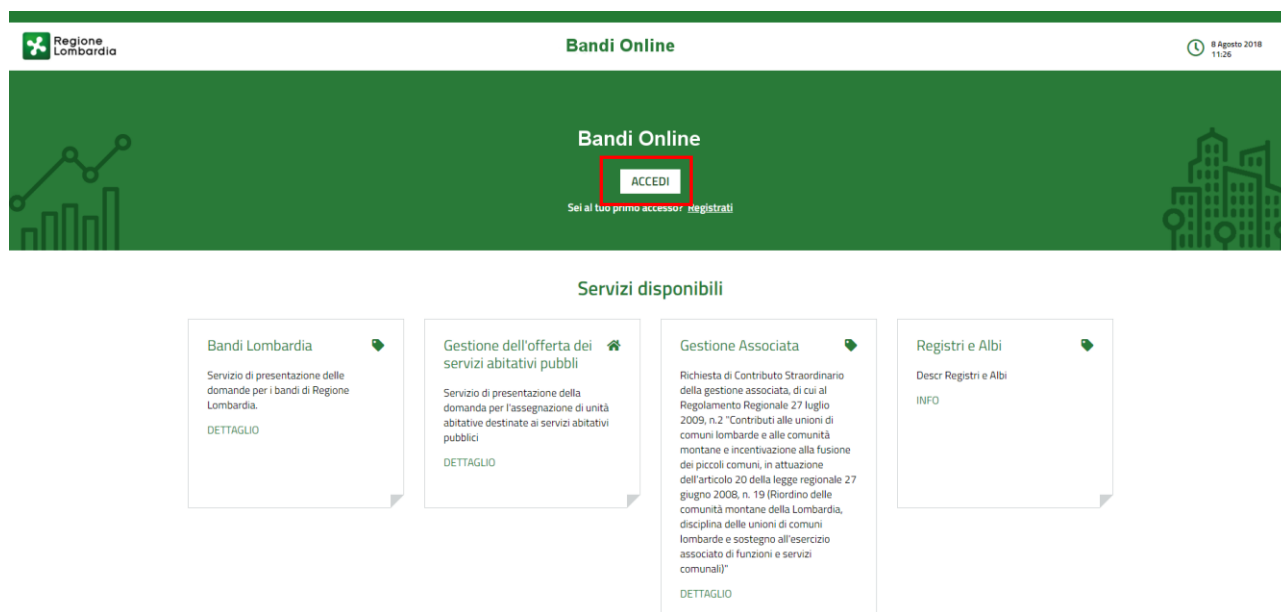 Regione
Lombardia
Bandi Online
8 Agosto 2018
11:26
Bandi Online
ACCEDI
Sei al tuo primo accesso? Registrati
Servizi disponibili
Bandi Lombardia
Servizio di presentazione delle
domande per i bandi di Regione
Lombardia.
DETTAGLIO
Gestione dell'offerta dei
servizi abitativi pubbli
Servizio di presentazione della
domanda per l'assegnazione di unità
abitative destinate ai servizi abitativi
pubblici
DETTAGLIO
Gestione Associata
Richiesta di Contributo Straordinario
della gestione associata, di cui al
Regolamento Regionale 27 luglio
2009, n.2 "Contributi alle unioni di
comuni lombarde e alle comunità
montane e incentivazione alla fusione
dei piccoli comuni, in attuazione
dell'articolo 20 della legge regionale 27
giugno 2008, n. 19 (Riordino delle
comunità montane della Lombardia,
disciplina delle unioni di comuni
lombarde e sostegno all'esercizio
associato di funzioni e servizi
comunali)"
DETTAGLIO
Registri e Albi
Descr Registri e Albi
INFO